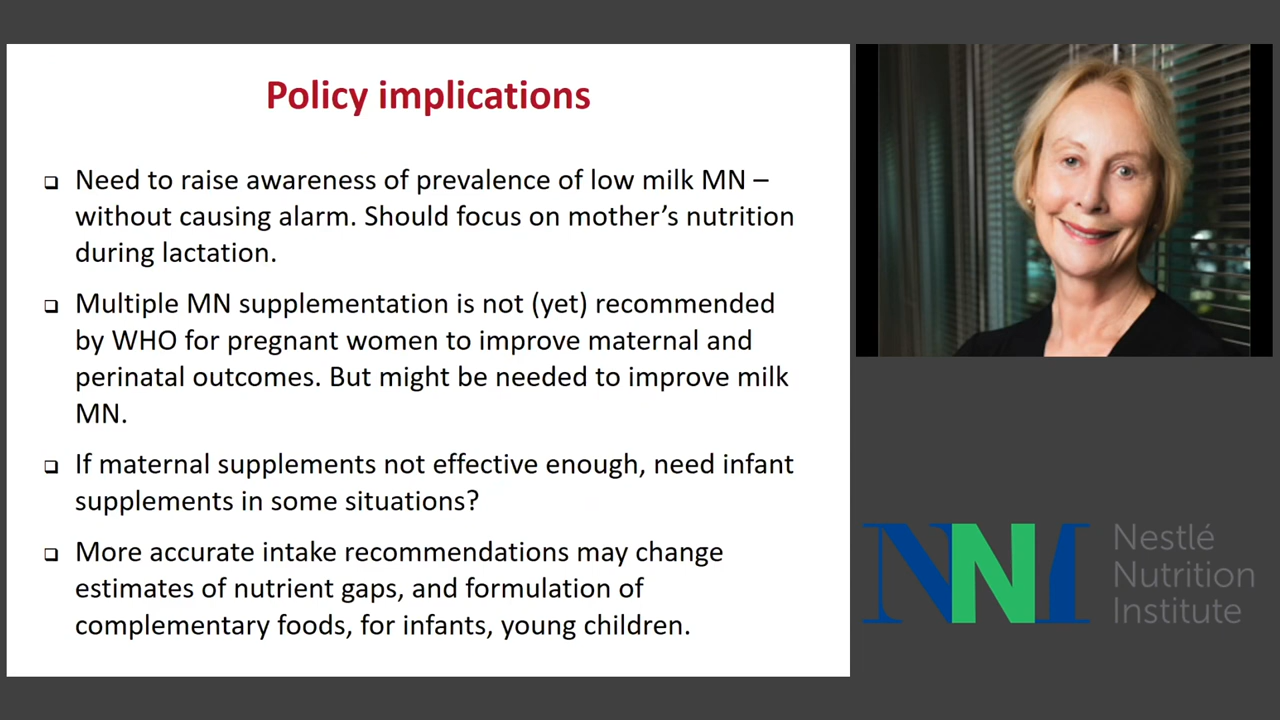 Policy implications
Need to raise awareness of prevalence of low milk MN –
without causing alarm. Should focus on mother's nutrition
during lactation.
Multiple MN supplementation is not (yet) recommended
by WHO for pregnant women to improve maternal and
perinatal outcomes. But might be needed to improve milk
MN.
If maternal supplements not effective enough, need infant
supplements in some situations?
More accurate intake recommendations may change
estimates of nutrient gaps, and formulation of
complementary foods, for infants, young children.
NNI
Nestlé
Nutrition
Institute